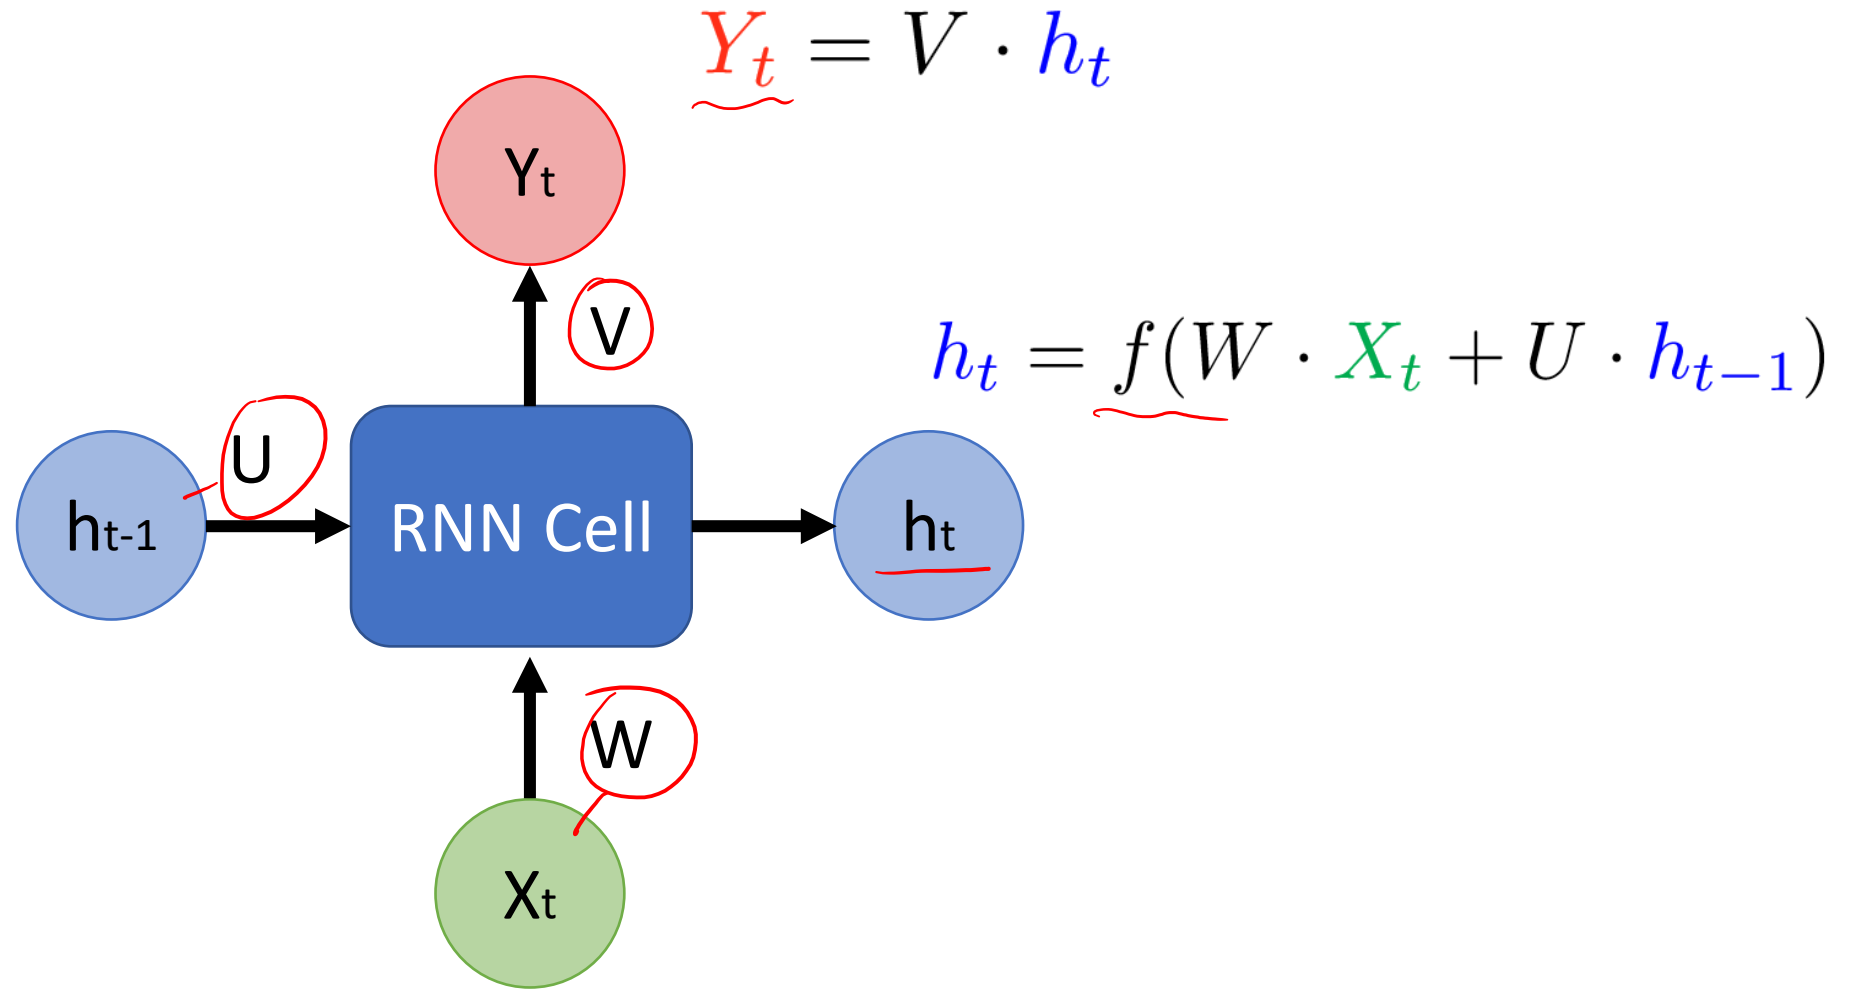 Yt = V · ht
Yt
V
ht = f(W · Xt + U · ht−1)
U
ht-1
RNN Cell
ht
W
Xt